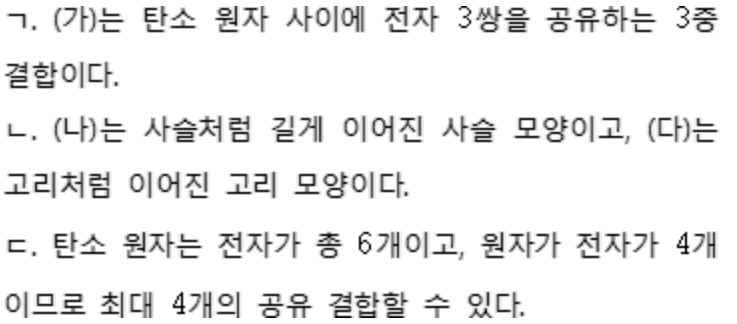 ㄱ. (가)는 탄소 원자 사이에 전자 3쌍을 공유하는 3중
결합이다.
ㄴ. (나)는 사슬처럼 길게 이어진 사슬 모양이고, (다)는
고리처럼 이어진 고리 모양이다.
ㄷ. 탄소 원자는 전자가 총 6개이고, 원자가 전자가 4개
이므로 최대 4개의 공유 결합할 수 있다.